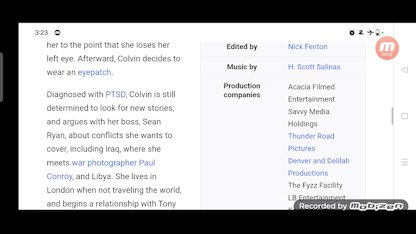 3:23
her to the point that she loses her
left eye. Afterward, Colvin decides to
wear an eyepatch.
Diagnosed with PTSD, Colvin is still
determined to look for new stories,
and argues with her boss, Sean
Ryan, about conflicts she wants to
cover, including Iraq, where she
meets war photographer Paul
Conroy, and Libya. She lives in
London when not traveling the world,
and begins a relationship with Tony
Edited by
Nick Fenton
Music by
H. Scott Salinas
Production
companies
Acacia Filmed
Entertainment
Savvy Media
Holdings
Thunder Road
Pictures
Denver and Delilah
Productions
The Fyzz Facility
LB Entertainment
Recorded by
MOBIZEN